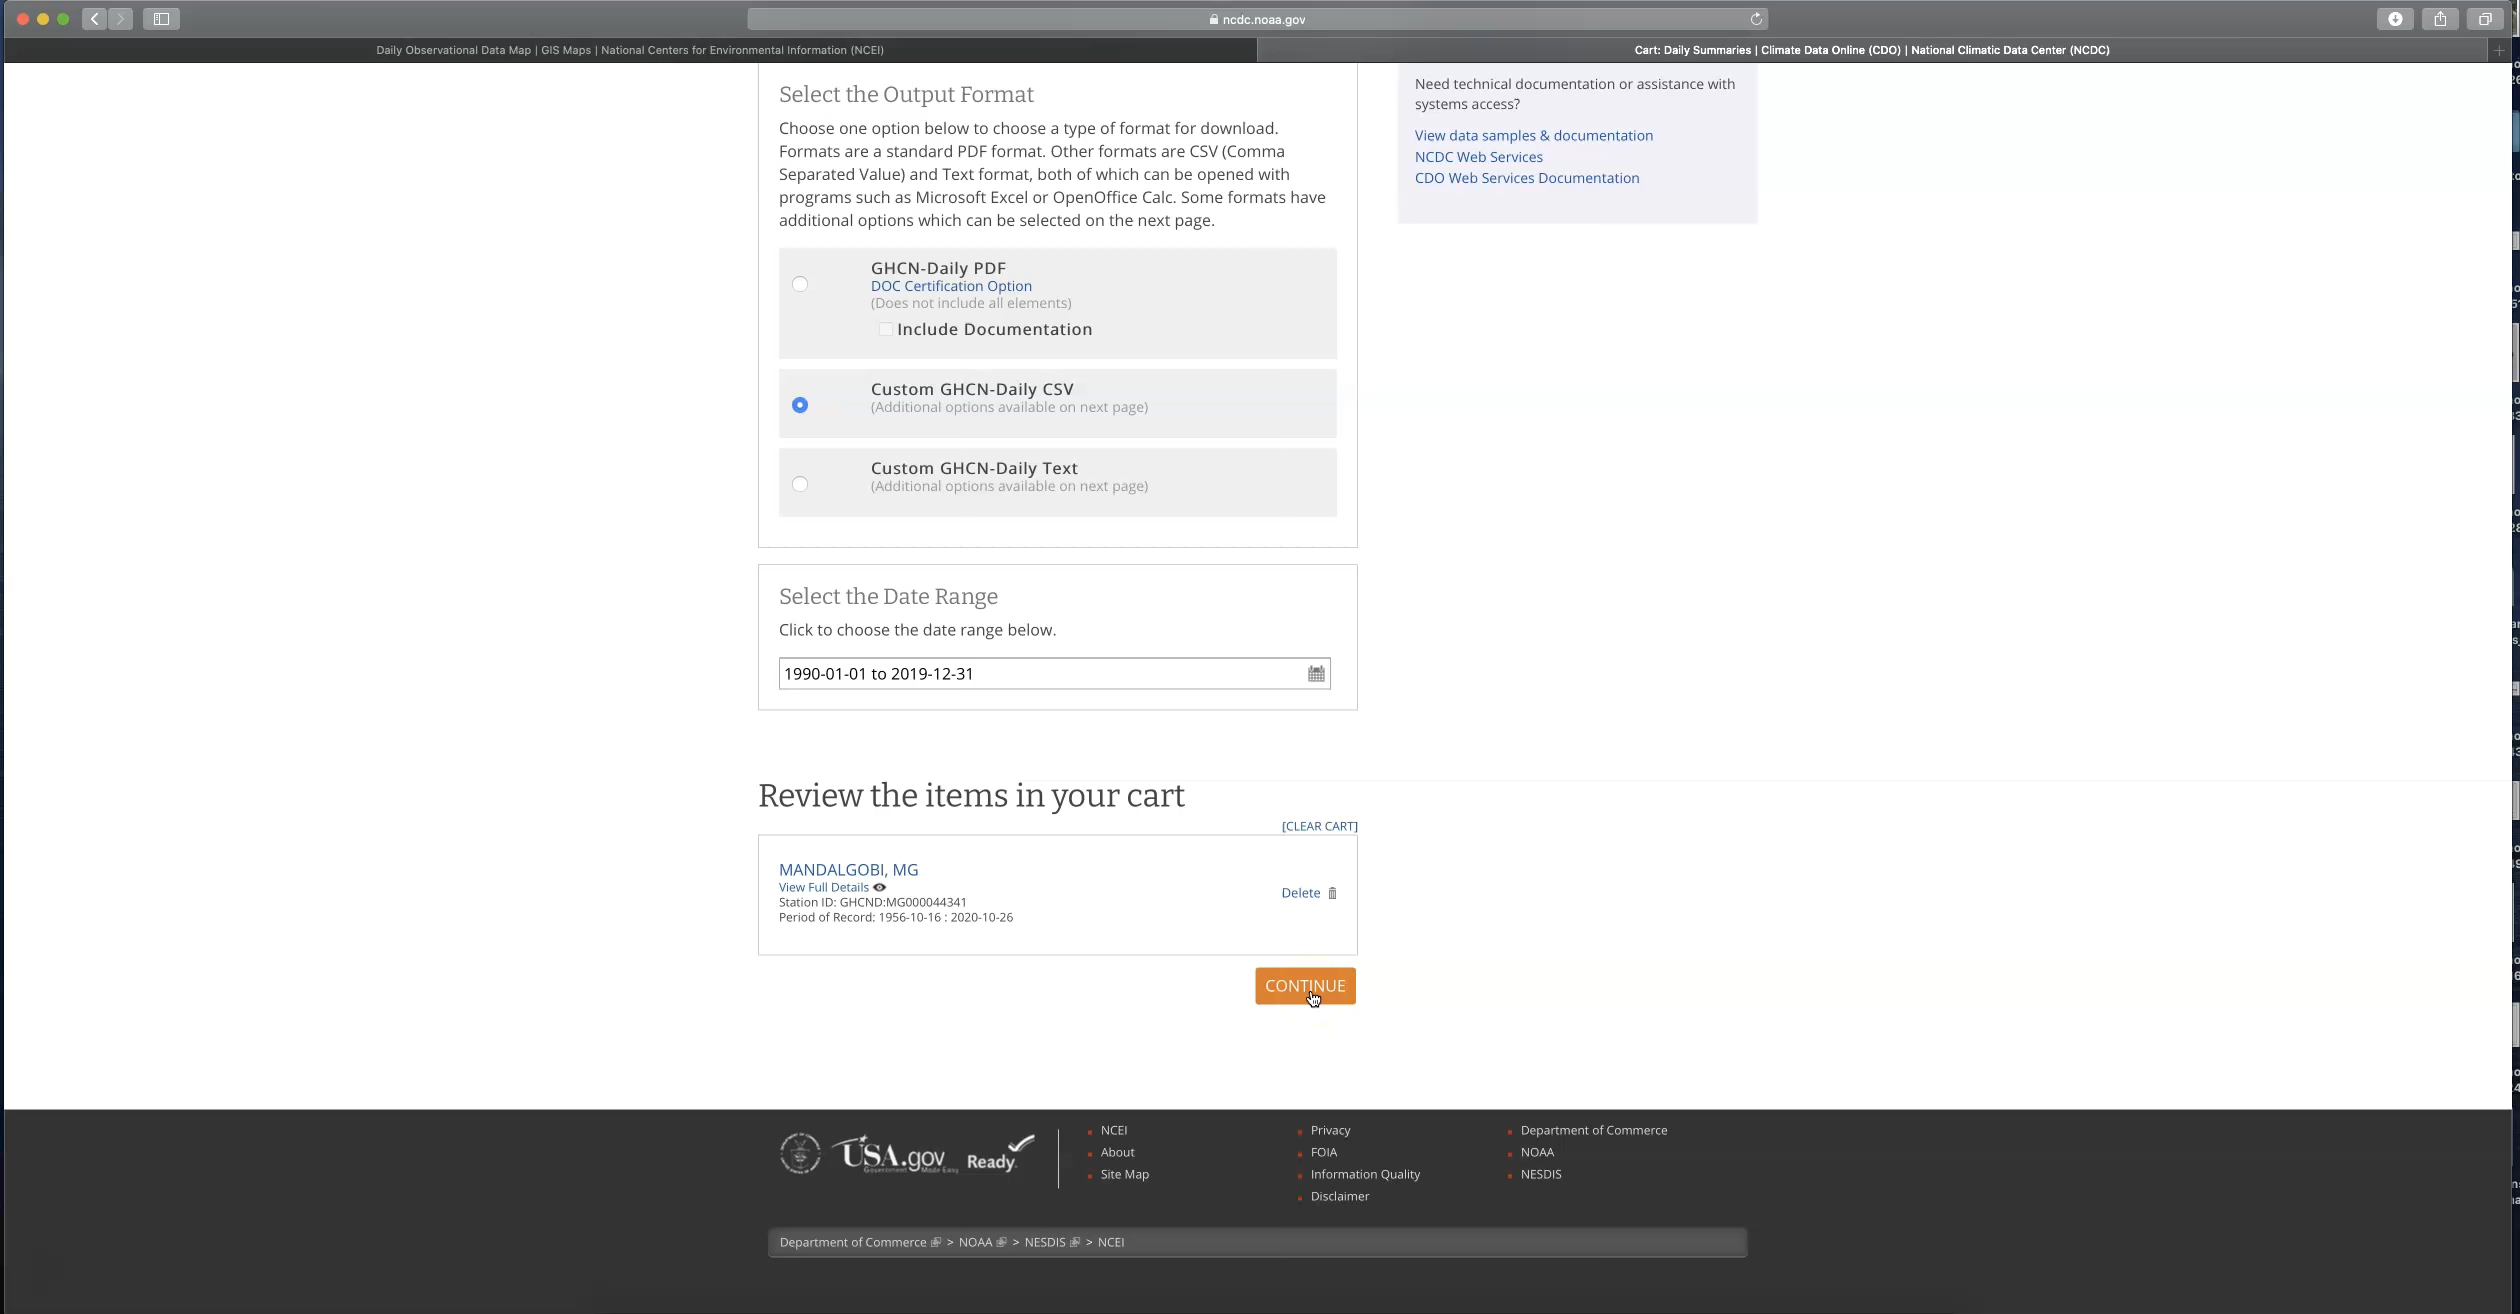 ncdc.noaa.gov
Daily Observational Data Map | GIS Maps | National Centers for Environmental Information (NCEI)
Cart: Daily Summaries | Climate Data Online (CDO) | National Climatic Data Center (NCDC)
Select the Output Format
Choose one option below to choose a type of format for download.
Formats are a standard PDF format. Other formats are CSV (Comma
Separated Value) and Text format, both of which can be opened with
programs such as Microsoft Excel or OpenOffice Calc. Some formats have
additional options which can be selected on the next page.
GHCN-Daily PDF
DOC Certification Option
(Does not include all elements)
Include Documentation
Custom GHCN-Daily CSV
(Additional options available on next page)
Custom GHCN-Daily Text
(Additional options available on next page)
Need technical documentation or assistance with
systems access?
View data samples & documentation
NCDC Web Services
CDO Web Services Documentation
Select the Date Range
Click to choose the date range below.
1990-01-01 to 2019-12-31
Review the items in your cart
[CLEAR CART]
MANDALGOBI, MG
View Full Details
Station ID: GHCND:MG000044341
Period of Record: 1956-10-16 : 2020-10-26
Delete
CONTINUE
USA.gov
Government Made Easy
Ready
NCEI
About
Site Map
Privacy
FOIA
Information Quality
Disclaimer
Department of Commerce
NOAA
NESDIS
Department of Commerce > NOAA > NESDIS > NCEI